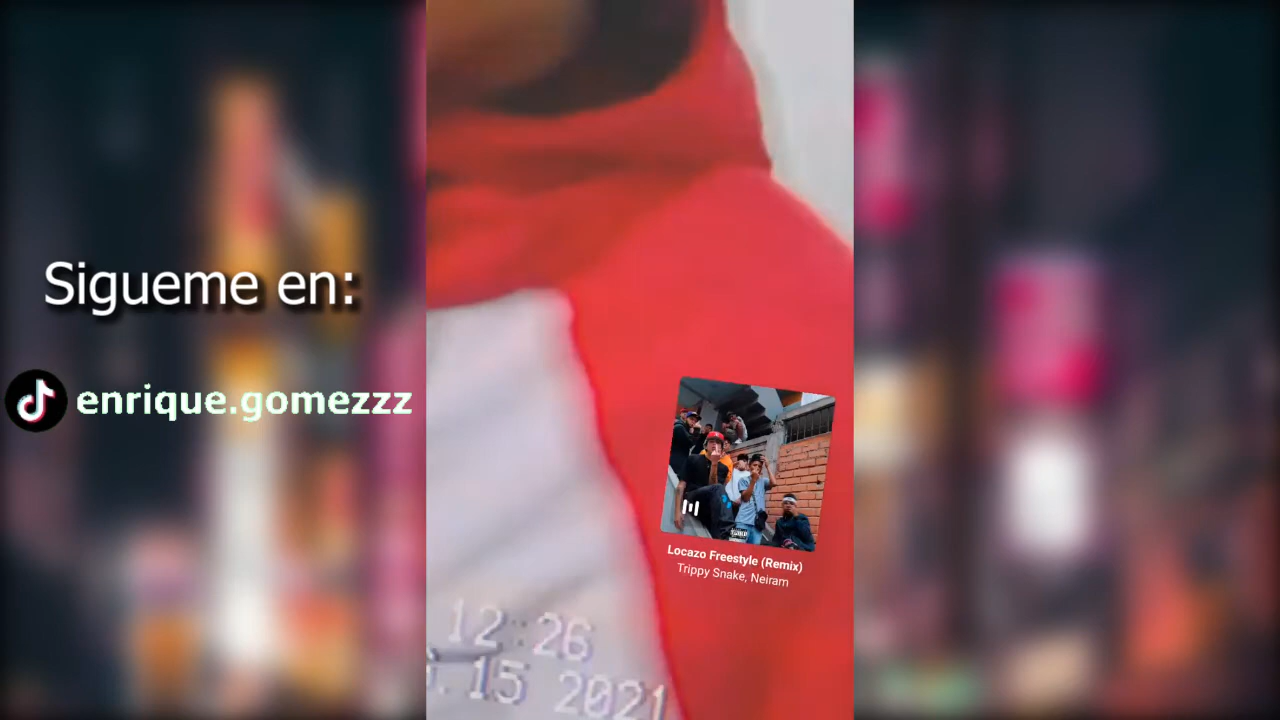 Sigueme en:
enrique.gomezzz
Locazo Freestyle (Remix)
Trippy Snake, Neiram
12:26
15 2021